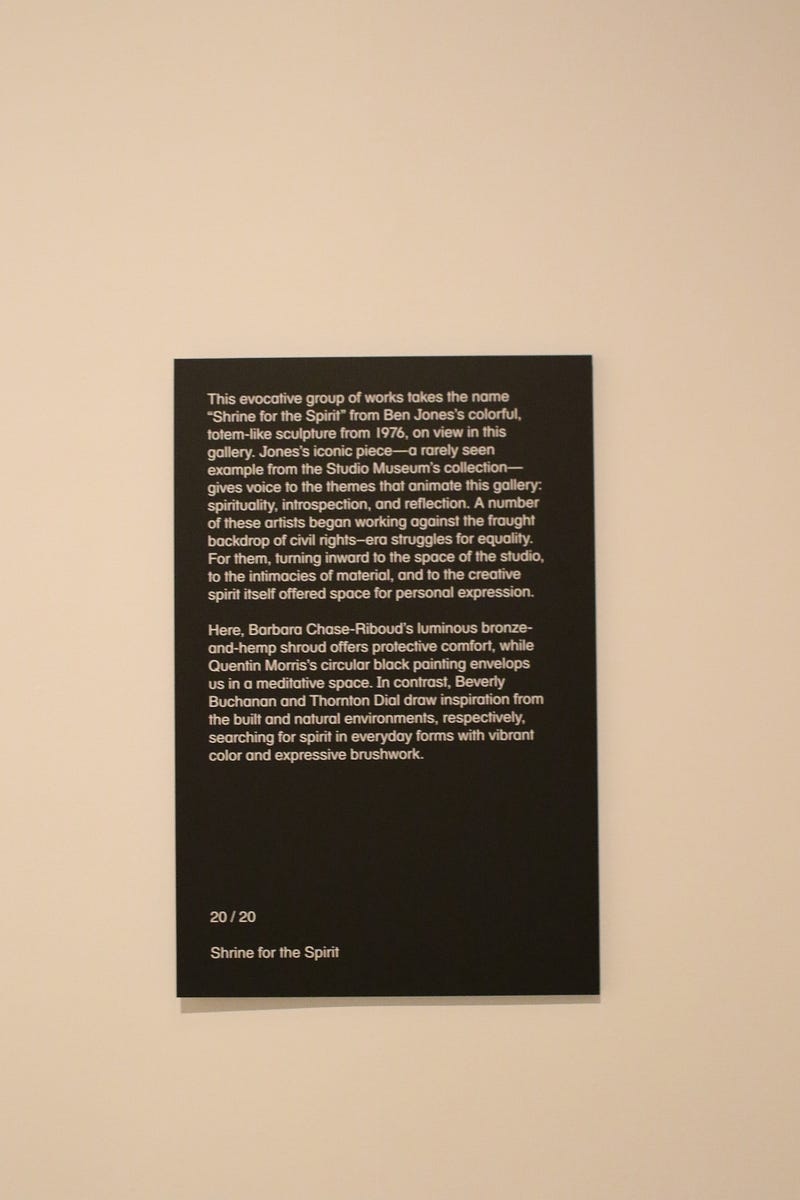 This evocative group of works takes the name
“Shrine for the Spirit” from Ben Jones’s colorful,
totem-like sculpture from 1976, on view in this
gallery. Jones’s iconic piece—a rarely seen
example from the Studio Museum’s collection—
gives voice to the themes that animate this gallery:
spirituality, introspection, and reflection. A number
of these artists began working against the fraught
backdrop of civil rights–era struggles for equality.
For them, turning inward to the space of the studio,
to the intimacies of material, and to the creative
spirit itself offered space for personal expression.
Here, Barbara Chase-Riboud’s luminous bronze-
and-hemp shroud offers protective comfort, while
Quentin Morris’s circular black painting envelops
us in a meditative space. In contrast, Beverly
Buchanan and Thornton Dial draw inspiration from
the built and natural environments, respectively,
searching for spirit in everyday forms with vibrant
color and expressive brushwork.
20 / 20
Shrine for the Spirit